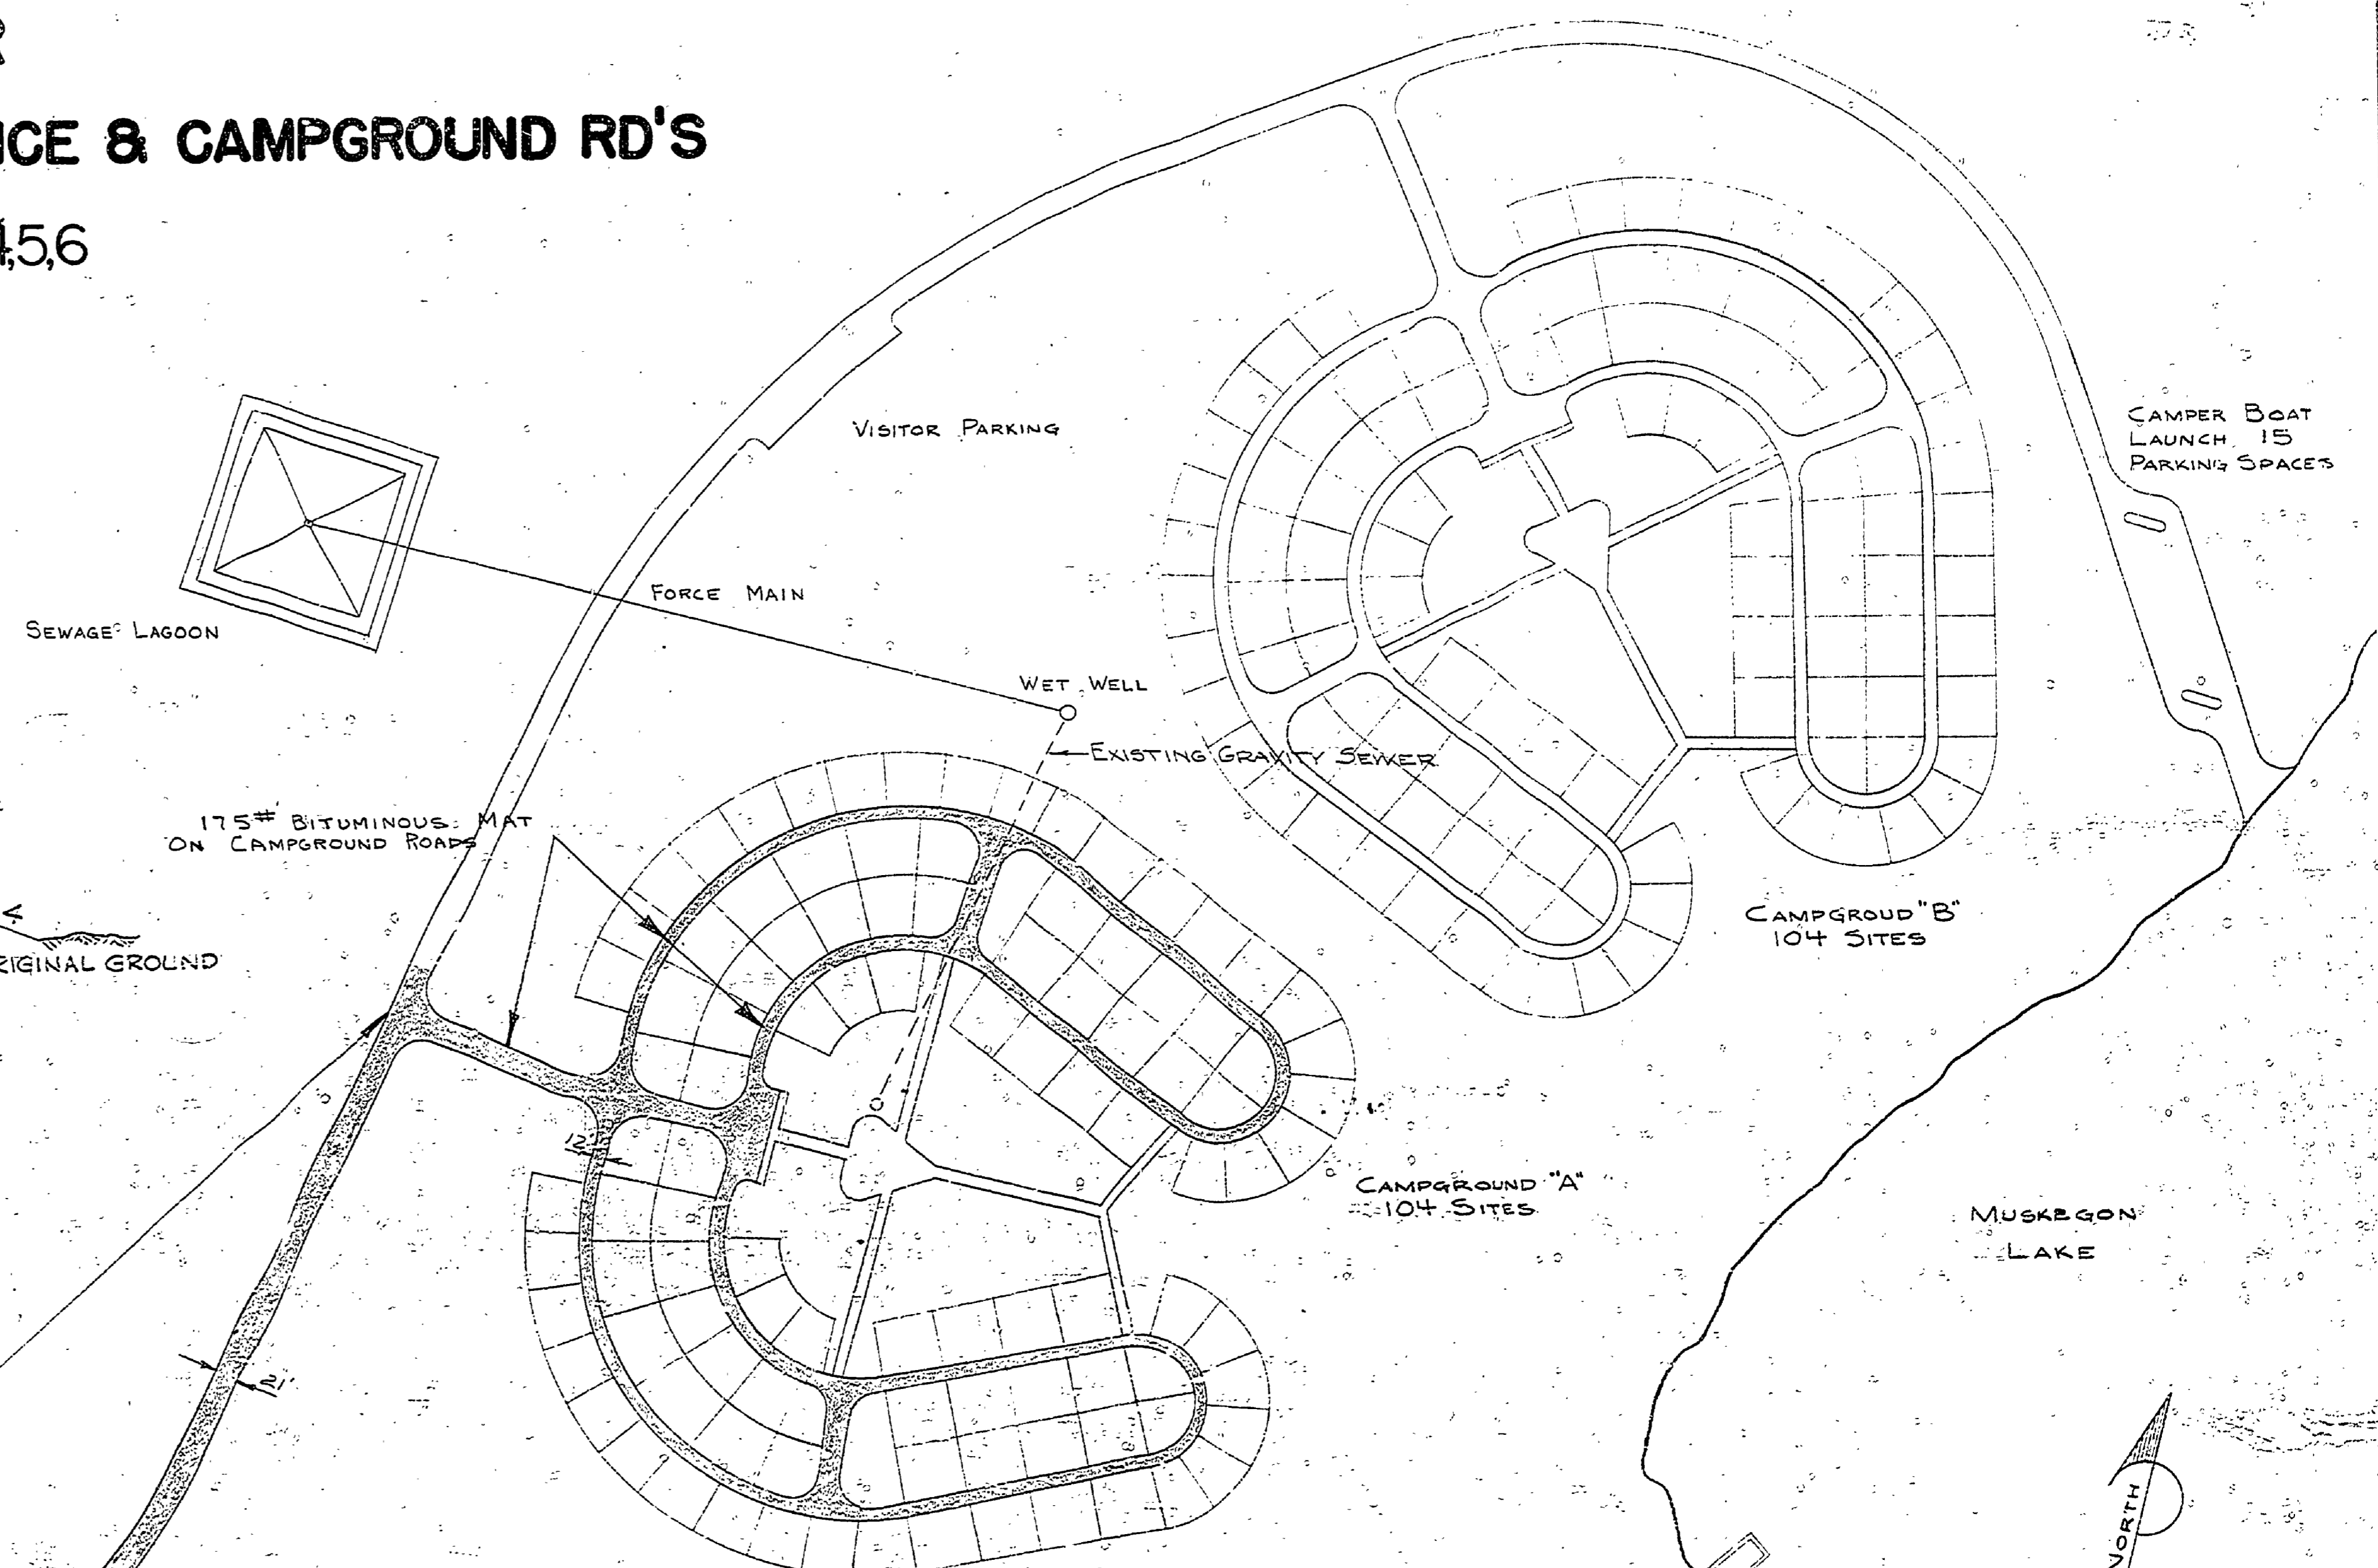 ICE & CAMPGROUND RD'S
4,5,6
VISITOR PARKING
CAMPER BOAT
LAUNCH 15
PARKING SPACES
FORCE MAIN
SEWAGE LAGOON
WET WELL
EXISTING GRAVITY SEWER
175# BITUMINOUS MAT
ON CAMPGROUND ROADS
CAMPGROUD "B"
104 SITES
RIGINAL GROUND
12'
CAMPGROUND "A"
104 SITES
MUSKEGON
LAKE
21'
NORTH